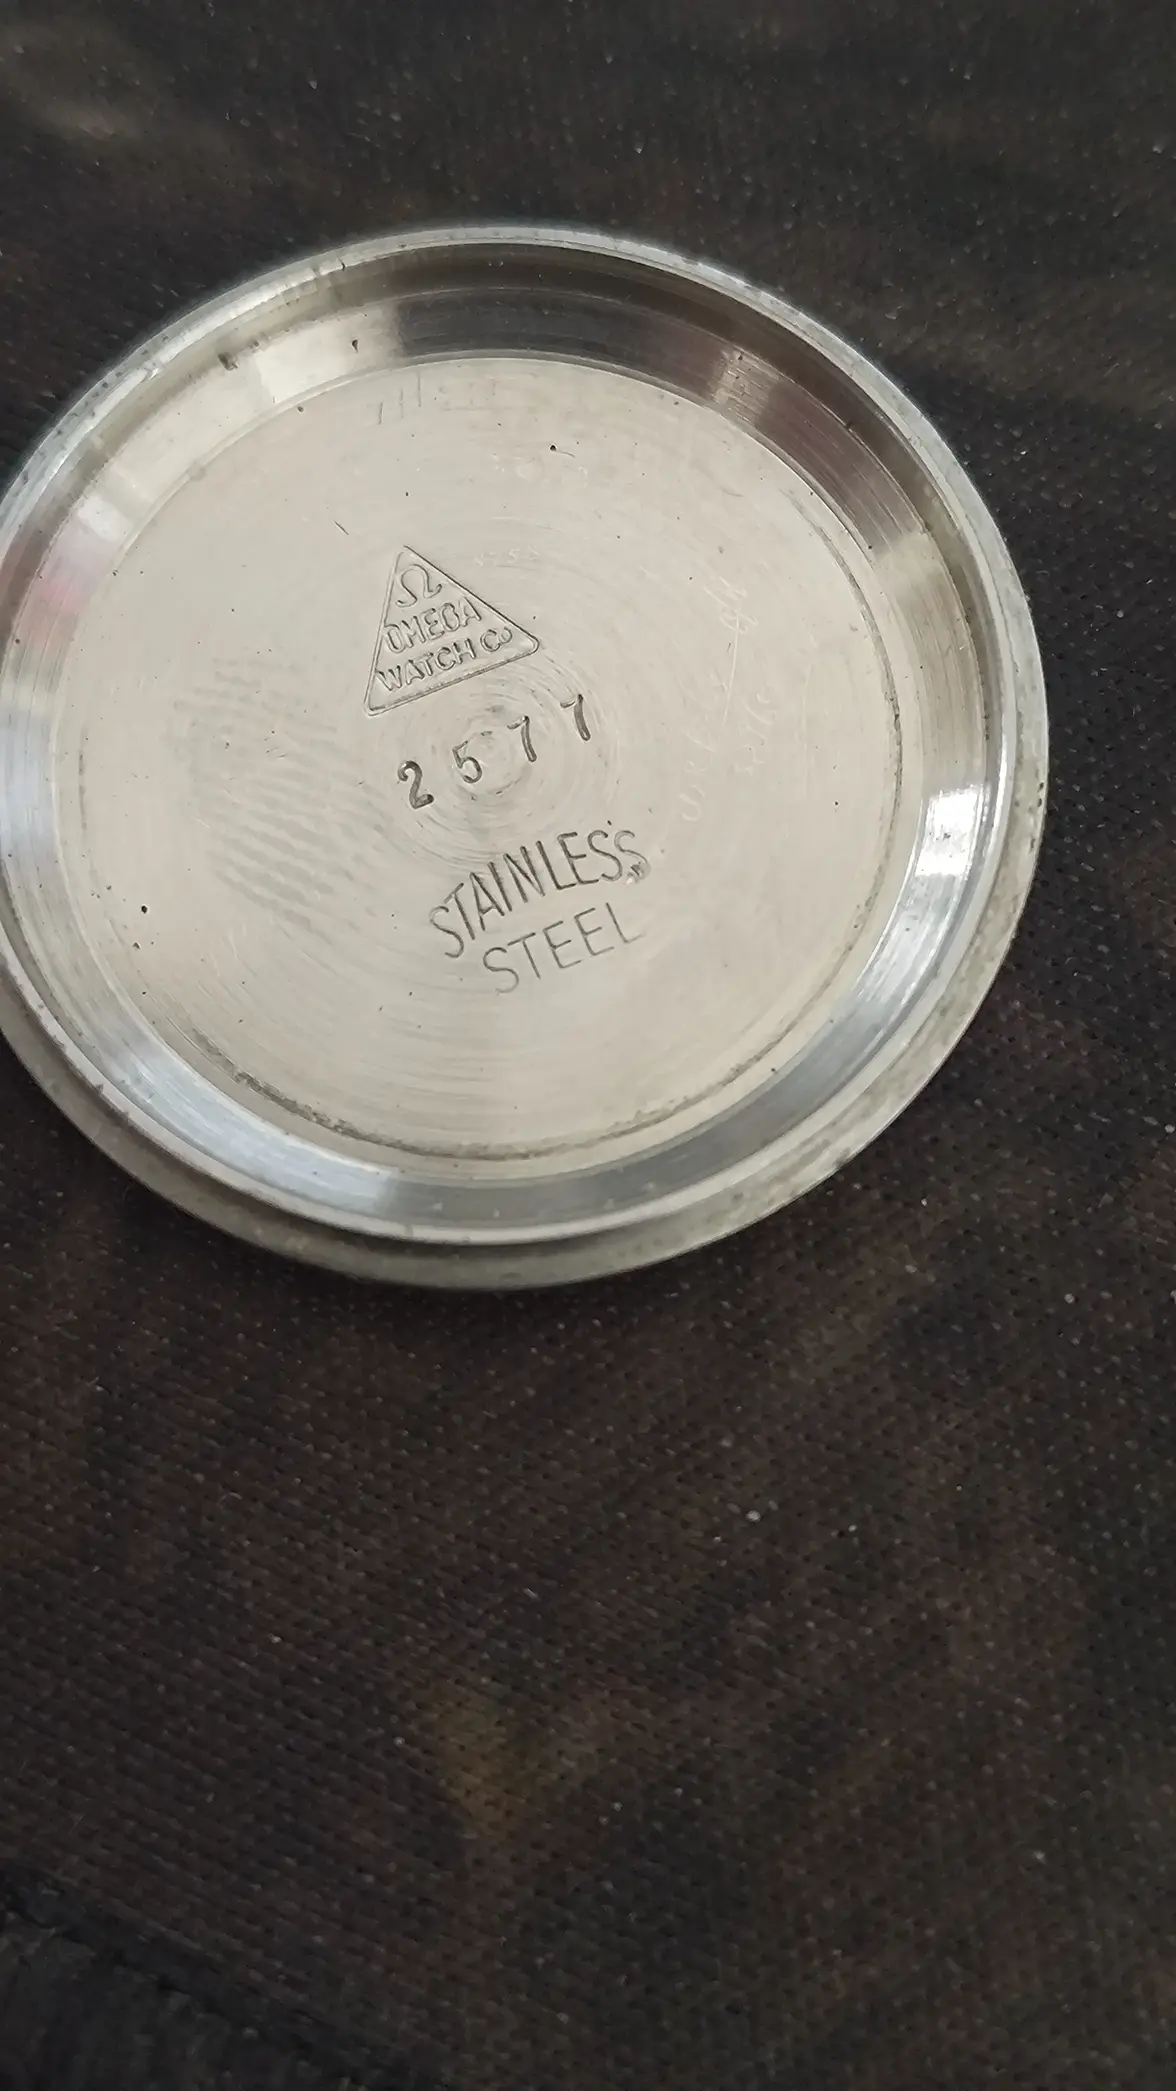 Ω
OMEGA
WATCH Co
2577
STAINLESS
STEEL